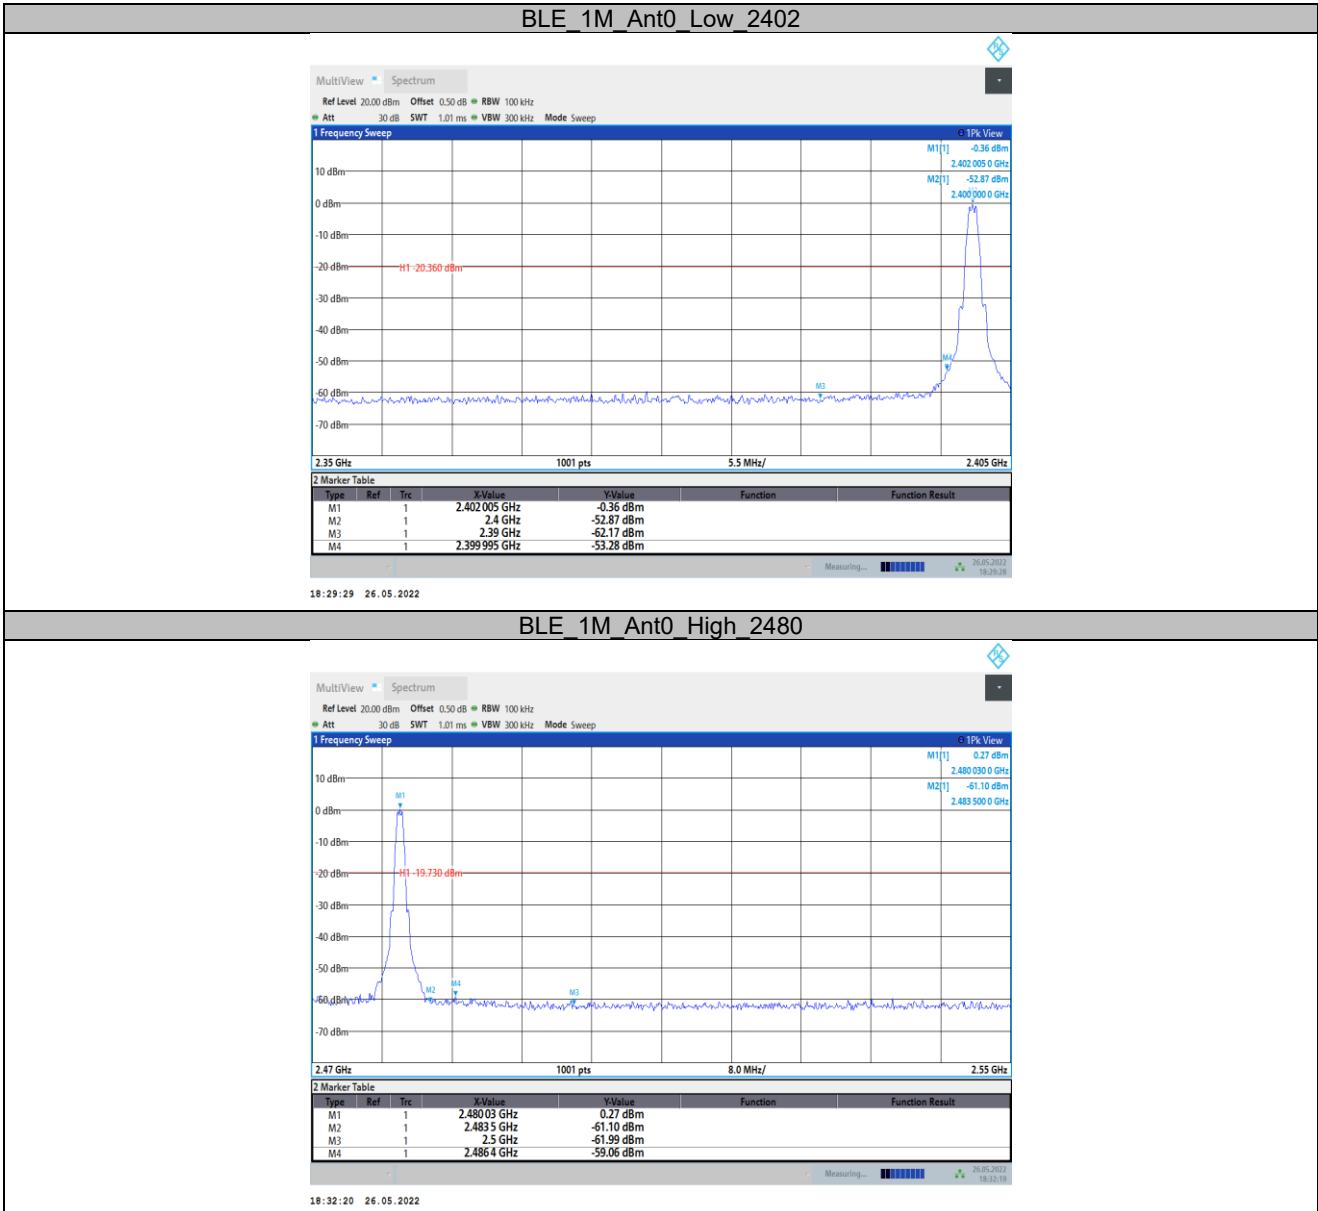 BLE_1M_Ant0_Low_2402
MultiView Spectrum
Ref Level 20.00 dBm Offset 0.50 dB RBW 100 kHz
Att 30 dB SWT 1.01 ms VBW 300 kHz Mode Sweep
1 Frequency Sweep 1Pk View
M1[1] -0.36 dBm
2.402 005 0 GHz
M2[1] -52.87 dBm
2.400 000 0 GHz
10 dBm
0 dBm
-10 dBm
-20 dBm H1 -20.360 dBm
-30 dBm
-40 dBm
-50 dBm
M4
-60 dBm
M3
-70 dBm
2.35 GHz 1001 pts 5.5 MHz/ 2.405 GHz
2 Marker Table
Type Ref Trc X-Value Y-Value Function Function Result
M1 1 2.402 005 GHz -0.36 dBm
M2 1 2.4 GHz -52.87 dBm
M3 1 2.39 GHz -62.17 dBm
M4 1 2.399 995 GHz -53.28 dBm
Measuring... 26.05.2022
18:29:28
18:29:29 26.05.2022
BLE_1M_Ant0_High_2480
MultiView Spectrum
Ref Level 20.00 dBm Offset 0.50 dB RBW 100 kHz
Att 30 dB SWT 1.01 ms VBW 300 kHz Mode Sweep
1 Frequency Sweep 1Pk View
M1[1] 0.27 dBm
2.480 030 0 GHz
M2[1] -61.10 dBm
2.483 500 0 GHz
10 dBm
M1
0 dBm
-10 dBm
-20 dBm H1 -19.730 dBm
-30 dBm
-40 dBm
-50 dBm
M2 M4 M3
-60 dBm
-70 dBm
2.47 GHz 1001 pts 8.0 MHz/ 2.55 GHz
2 Marker Table
Type Ref Trc X-Value Y-Value Function Function Result
M1 1 2.480 03 GHz 0.27 dBm
M2 1 2.483 5 GHz -61.10 dBm
M3 1 2.5 GHz -61.99 dBm
M4 1 2.486 4 GHz -59.06 dBm
Measuring... 26.05.2022
18:32:19
18:32:20 26.05.2022